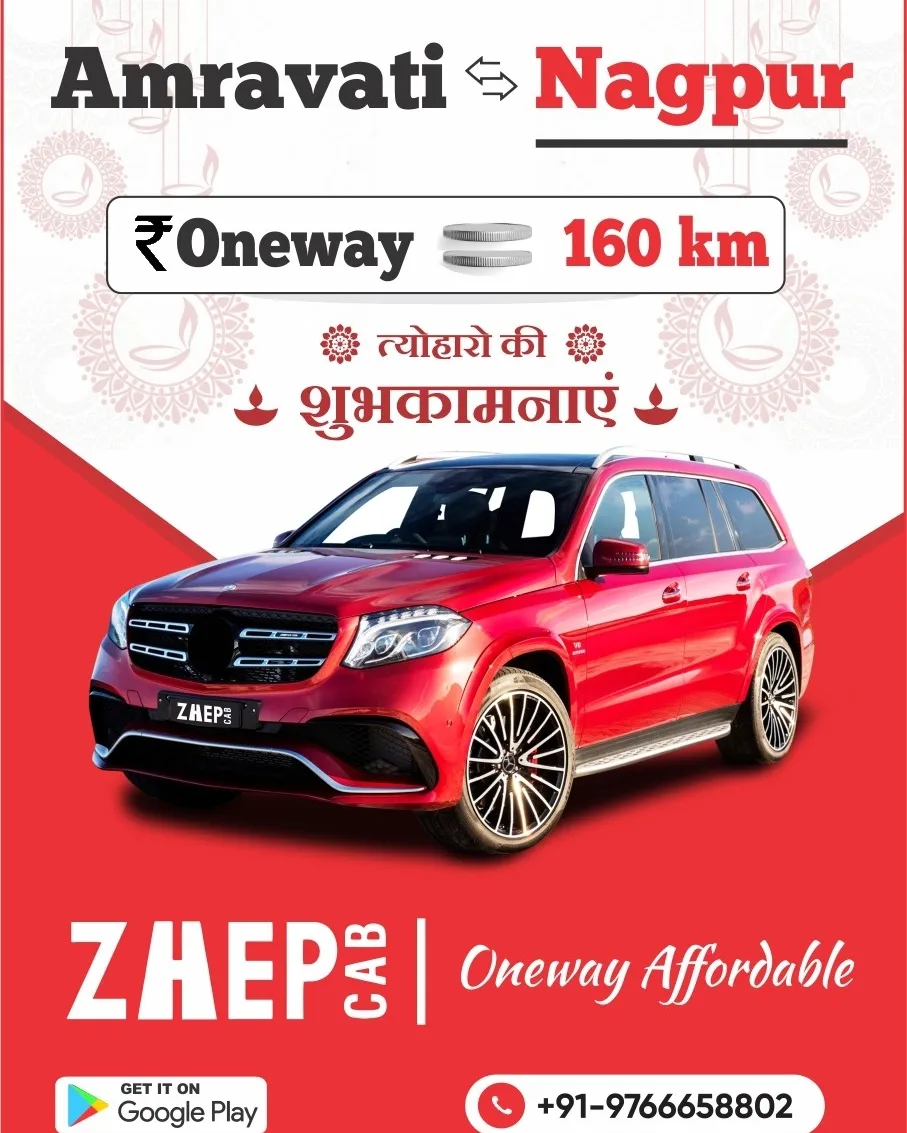 Amravati Nagpur
₹Oneway 160 km
त्योहारो की
शुभकामनाएं
ZHEP CAB
ZHEP CAB Oneway Affordable
GET IT ON
Google Play +91-9766658802